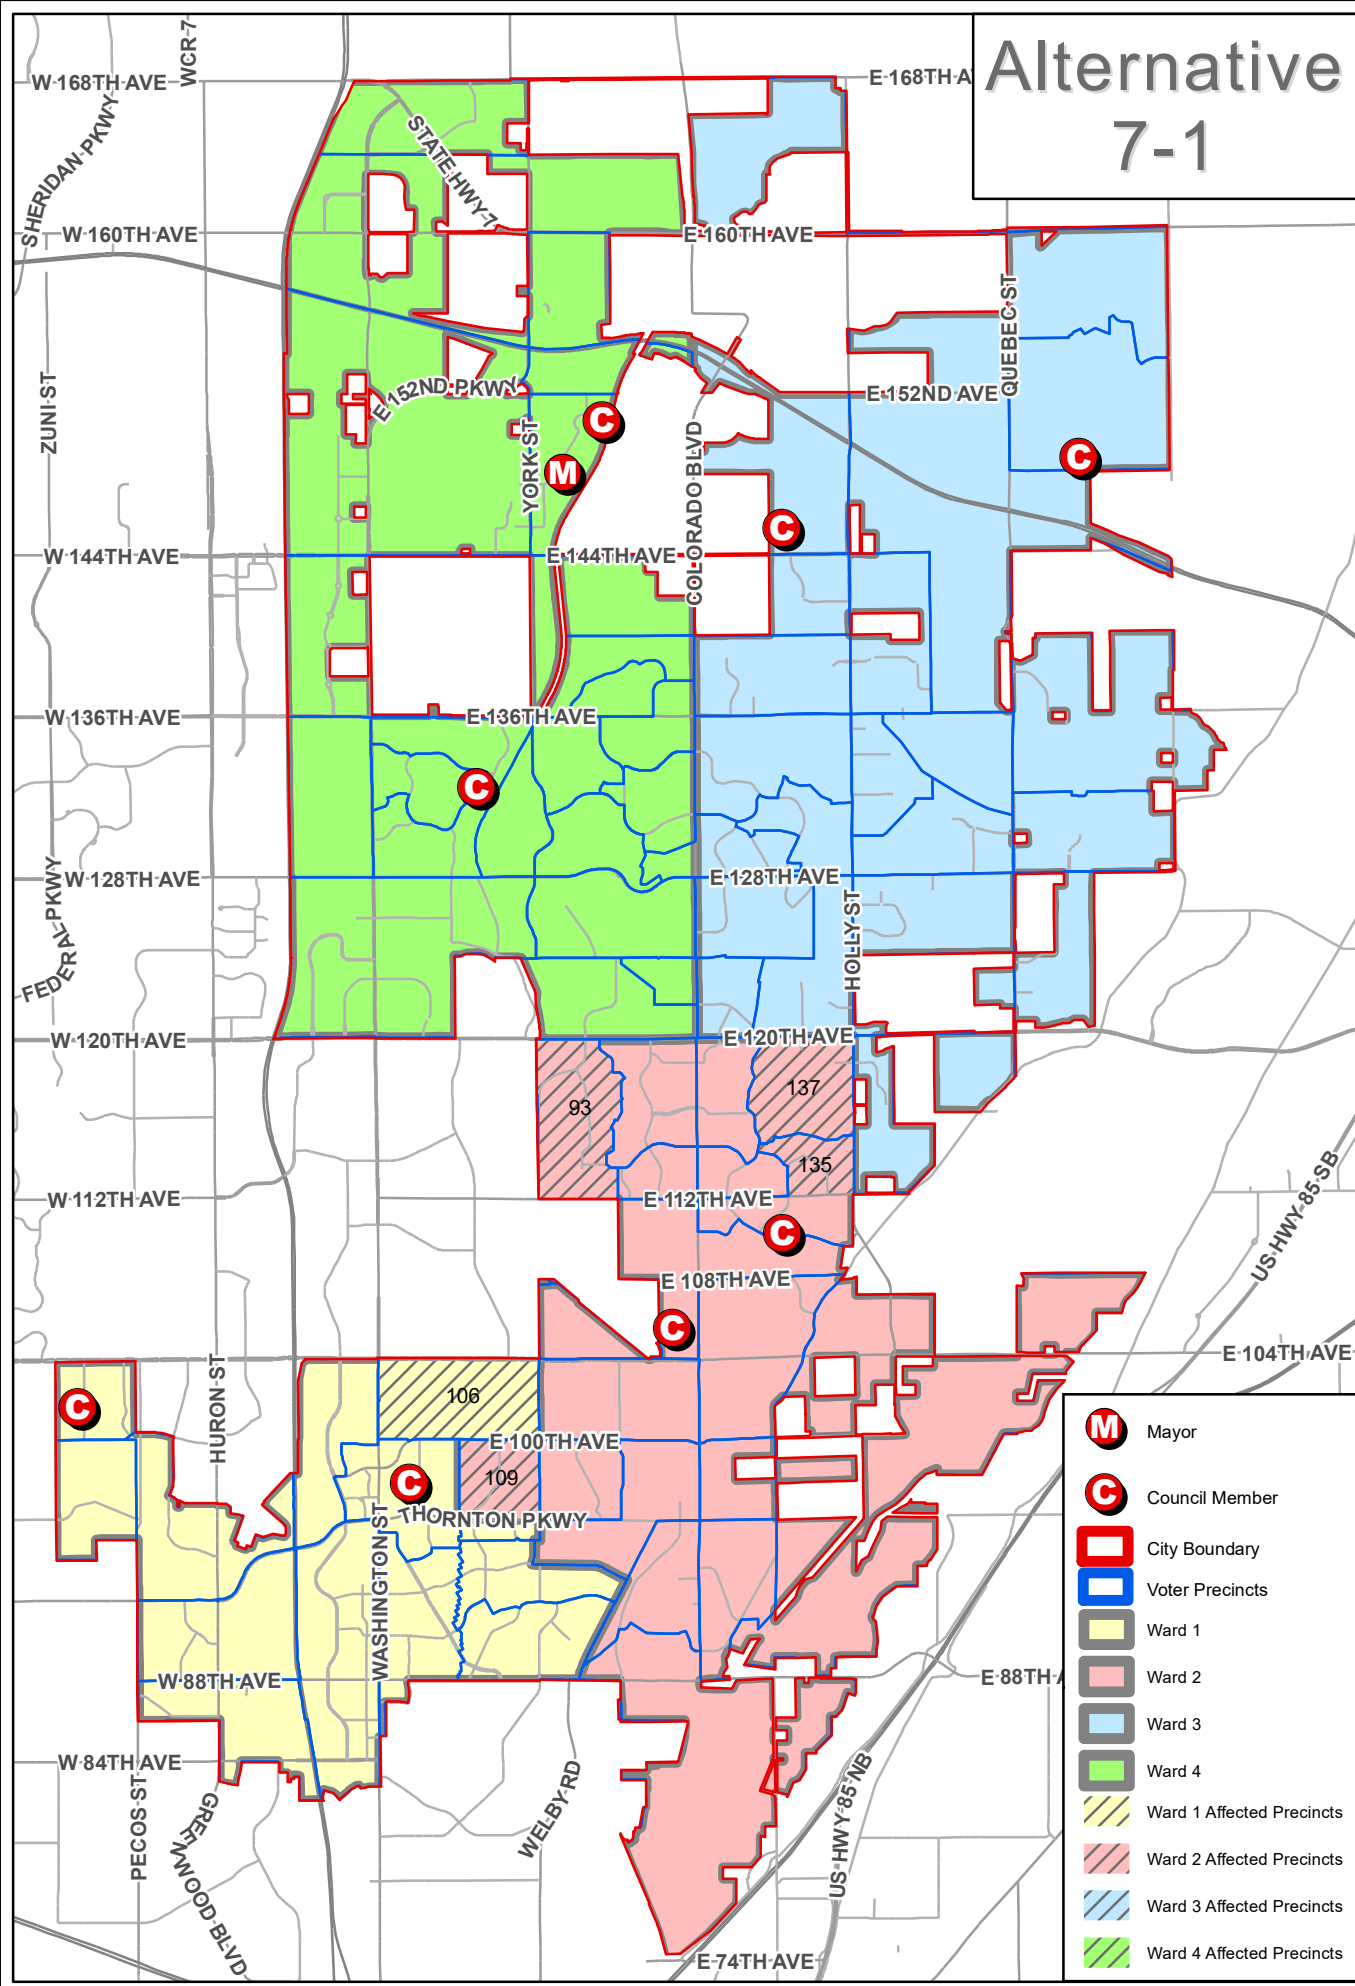 Alternative
7-1
W 168TH AVE
WCR-7
E 168TH A
SHERIDAN PKWY
STATE HWY 7
W 160TH AVE
E 160TH AVE
QUEBEC ST
ZUNI ST
E 152ND PKWY
E 152ND AVE
C
YORK ST
M
COLORADO BLVD
C
C
W 144TH AVE
E 144TH AVE
W 136TH AVE
E 136TH AVE
C
FEDERAL PKWY
W 128TH AVE
E 128TH AVE
HOLLY ST
W 120TH AVE
E 120TH AVE
137
93
135
W 112TH AVE
E 112TH AVE
C
US HWY 85 SB
E 108TH AVE
C
E 104TH AVE
HURON ST
106
C
E 100TH AVE
C
109
THORNTON PKWY
WASHINGTON ST
W 88TH AVE
E 88TH A
W 84TH AVE
PECOS ST
GREENWOOD BLVD
WELBY RD
US HWY 85 NB
E 74TH AVE
M Mayor
C Council Member
City Boundary
Voter Precincts
Ward 1
Ward 2
Ward 3
Ward 4
Ward 1 Affected Precincts
Ward 2 Affected Precincts
Ward 3 Affected Precincts
Ward 4 Affected Precincts